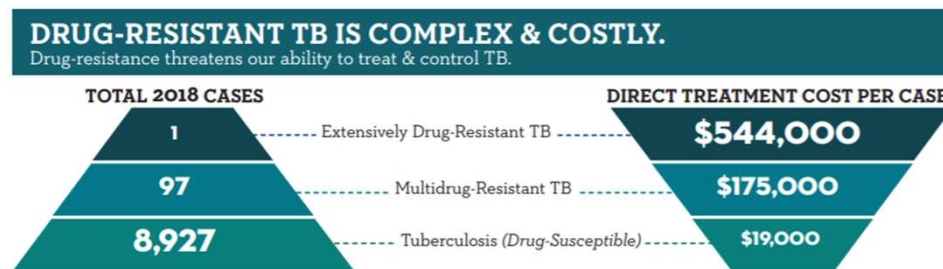 DRUG-RESISTANT TB IS COMPLEX & COSTLY.
Drug-resistance threatens our ability to treat & control TB.
TOTAL 2018 CASES
DIRECT TREATMENT COST PER CASE
1
Extensively Drug-Resistant TB
$544,000
97
Multidrug-Resistant TB
$175,000
8,927
Tuberculosis (Drug-Susceptible)
$19,000